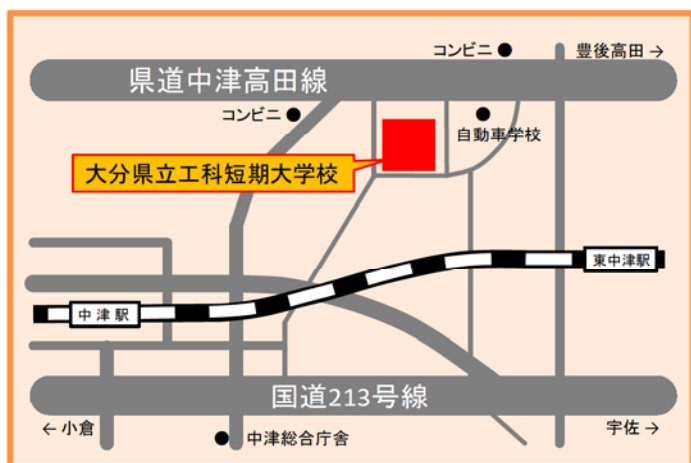 コンビニ
豊後高田 →
県道中津高田線
コンビニ
自動車学校
大分県立工科短期大学校
東中津駅
中津駅
国道213号線
← 小倉
中津総合庁舎
宇佐 →